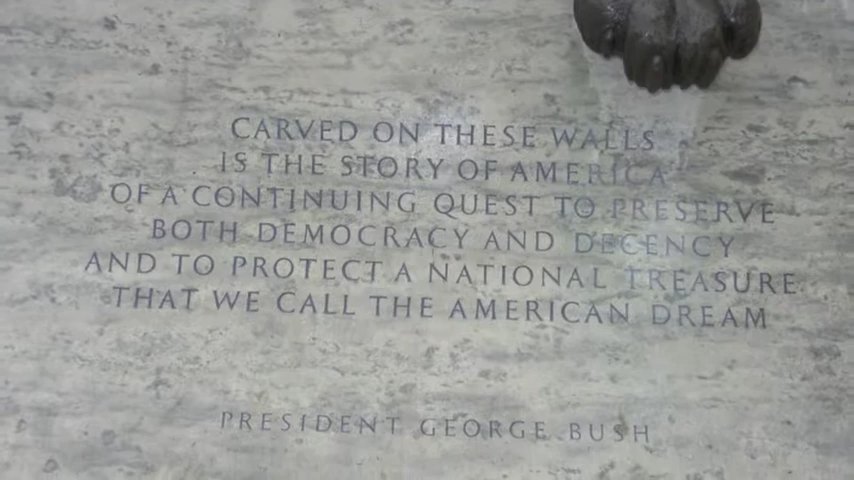 CARVED ON THESE WALLS
IS THE STORY OF AMERICA
OF A CONTINUING QUEST TO PRESERVE
BOTH DEMOCRACY AND DECENCY
AND TO PROTECT A NATIONAL TREASURE
THAT WE CALL THE AMERICAN DREAM
PRESIDENT GEORGE BUSH